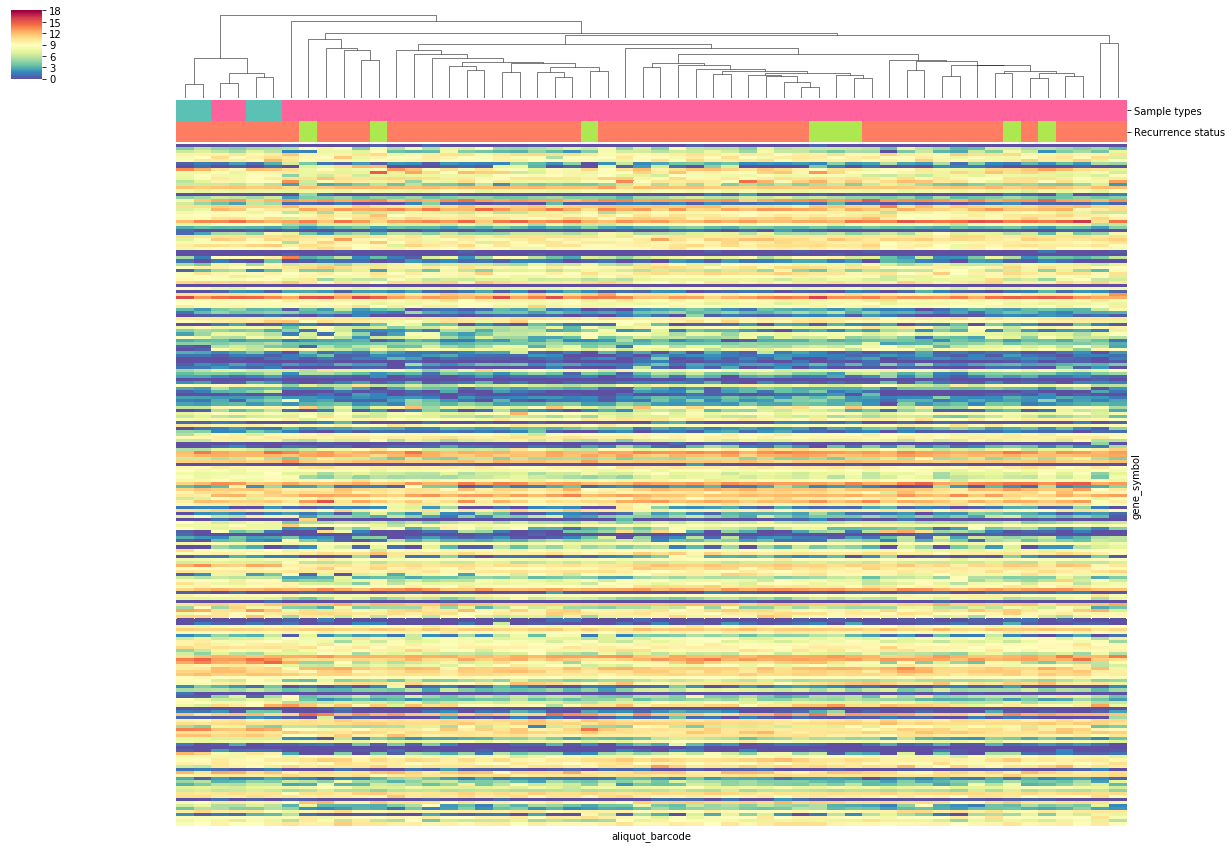 18
15
12
9
6
3
0
Sample types
Recurrence status
gene_symbol
aliquot_barcode